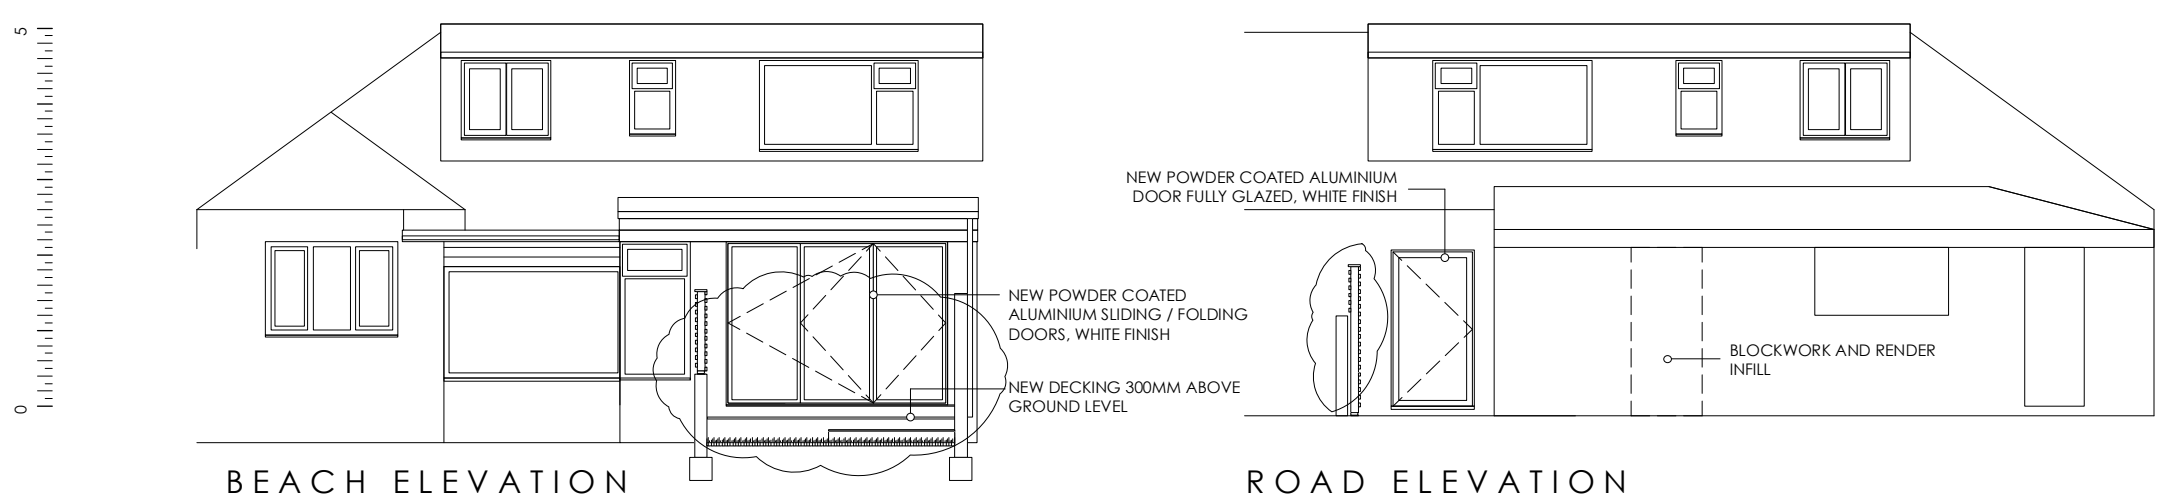 5
0
NEW POWDER COATED
ALUMINIUM SLIDING / FOLDING
DOORS, WHITE FINISH
NEW DECKING 300MM ABOVE
GROUND LEVEL
BEACH ELEVATION
NEW POWDER COATED ALUMINIUM
DOOR FULLY GLAZED, WHITE FINISH
BLOCKWORK AND RENDER
INFILL
ROAD ELEVATION